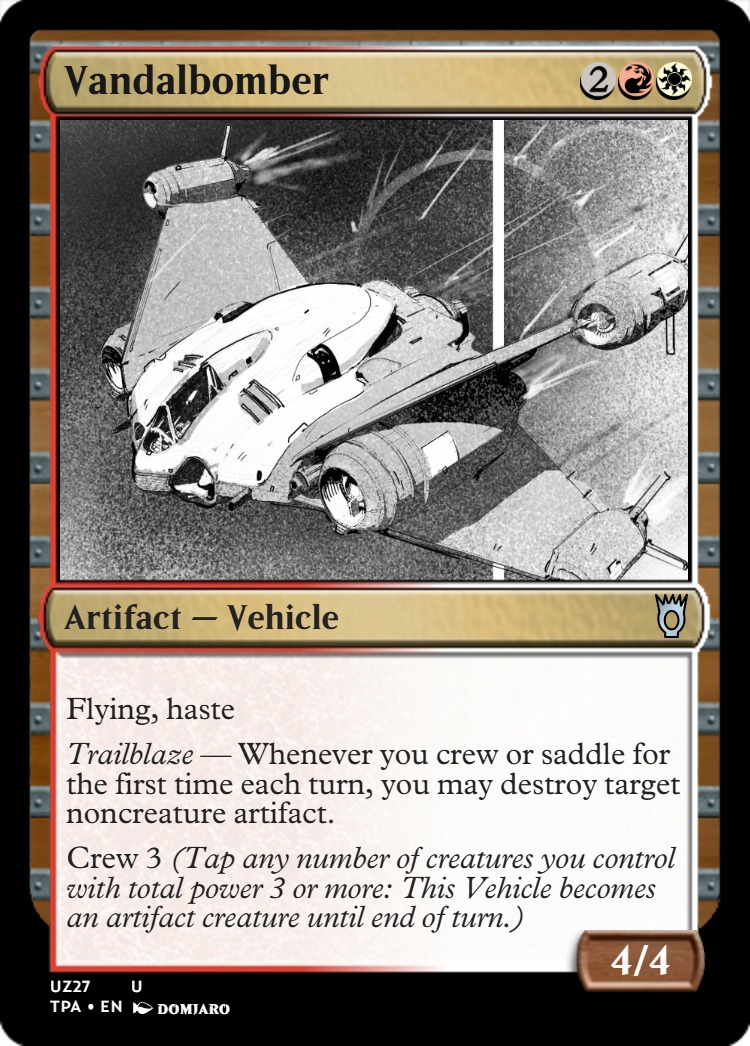 Vandalbomber 2
Artifact — Vehicle
Flying, haste
Trailblaze — Whenever you crew or saddle for
the first time each turn, you may destroy target
noncreature artifact.
Crew 3 (Tap any number of creatures you control
with total power 3 or more: This Vehicle becomes
an artifact creature until end of turn.)
4/4
UZ27 U
TPA • EN DOMJARO